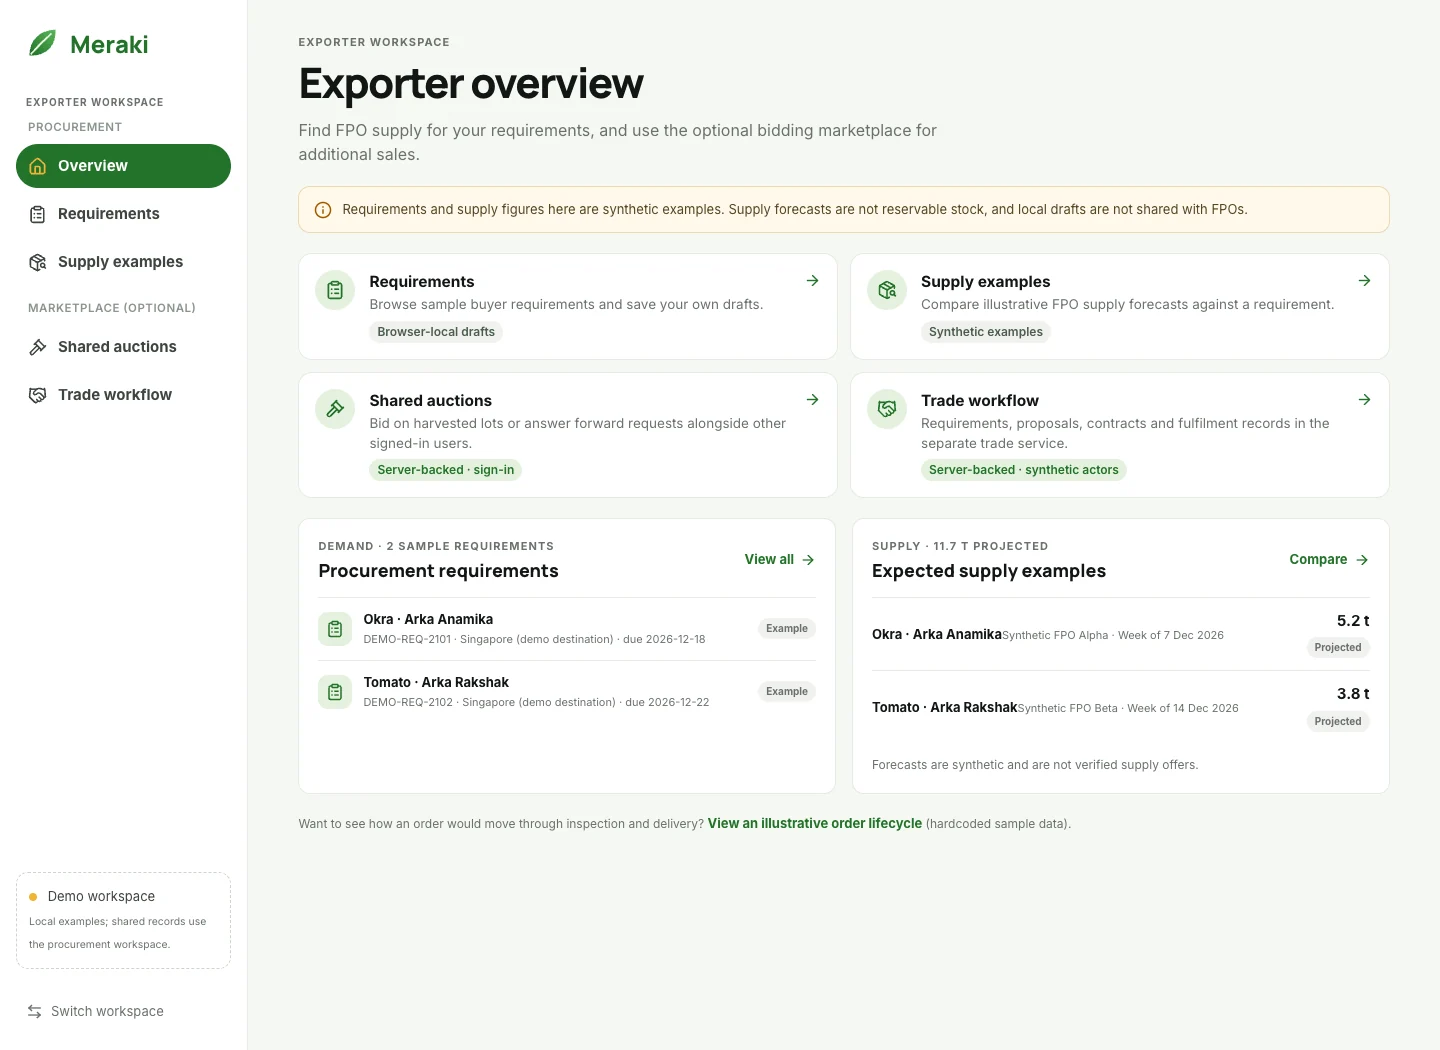 Meraki
EXPORTER WORKSPACE
PROCUREMENT
Overview
Requirements
Supply examples
MARKETPLACE (OPTIONAL)
Shared auctions
Trade workflow
Demo workspace
Local examples; shared records use
the procurement workspace.
Switch workspace
EXPORTER WORKSPACE
Exporter overview
Find FPO supply for your requirements, and use the optional bidding marketplace for
additional sales.
Requirements and supply figures here are synthetic examples. Supply forecasts are not reservable stock, and local drafts are not shared with FPOs.
Requirements
Browse sample buyer requirements and save your own drafts.
Browser-local drafts
Supply examples
Compare illustrative FPO supply forecasts against a requirement.
Synthetic examples
Shared auctions
Bid on harvested lots or answer forward requests alongside other
signed-in users.
Server-backed · sign-in
Trade workflow
Requirements, proposals, contracts and fulfilment records in the
separate trade service.
Server-backed · synthetic actors
DEMAND · 2 SAMPLE REQUIREMENTS
Procurement requirements
View all
Okra · Arka Anamika
DEMO-REQ-2101 · Singapore (demo destination) · due 2026-12-18
Example
Tomato · Arka Rakshak
DEMO-REQ-2102 · Singapore (demo destination) · due 2026-12-22
Example
SUPPLY · 11.7 T PROJECTED
Expected supply examples
Compare
Okra · Arka AnamikaSynthetic FPO Alpha · Week of 7 Dec 2026
5.2 t
Projected
Tomato · Arka RakshakSynthetic FPO Beta · Week of 14 Dec 2026
3.8 t
Projected
Forecasts are synthetic and are not verified supply offers.
Want to see how an order would move through inspection and delivery? View an illustrative order lifecycle (hardcoded sample data).